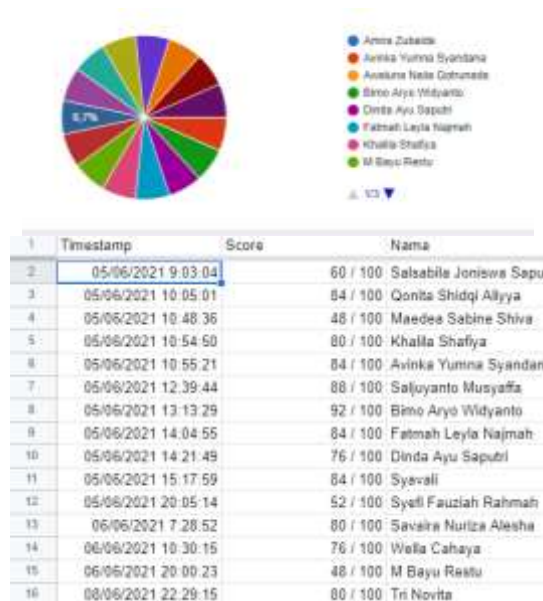 6,7%
Amira Zubaida
Avinka Yumna Syandana
Bimo Aryo Widyanto
Dinda Ayu Saputri
Fatmah Leyla Najmah
Khalila Shafiya
M Bayu Restu
1/3
1 Timestamp Score Nama
2 05/06/2021 9.03.04 60 / 100 Salsabila Joniswa Sapu
3 05/06/2021 10.05.01 84 / 100 Qonita Shidqi Aliyya
4 05/06/2021 10.48.36 48 / 100 Maedea Sabine Shiva
5 05/06/2021 10.54.50 80 / 100 Khalila Shafiya
6 05/06/2021 10.55.21 84 / 100 Avinka Yumna Syandan
7 05/06/2021 12.39.44 88 / 100 Saljuyanto Musyaffa
8 05/06/2021 13.13.29 92 / 100 Bimo Aryo Widyanto
9 05/06/2021 14.04.55 84 / 100 Fatmah Leyla Najmah
10 05/06/2021 14.21.49 76 / 100 Dinda Ayu Saputri
11 05/06/2021 15.17.59 84 / 100 Syavali
12 05/06/2021 20.05.14 52 / 100 Syefi Fauziah Rahmah
13 06/06/2021 7.28.52 80 / 100 Savaira Nuriza Alesha
14 06/06/2021 10.30.15 76 / 100 Wella Cahaya
15 06/06/2021 20.00.23 48 / 100 M Bayu Restu
16 08/06/2021 22.29.15 80 / 100 Tri Novita